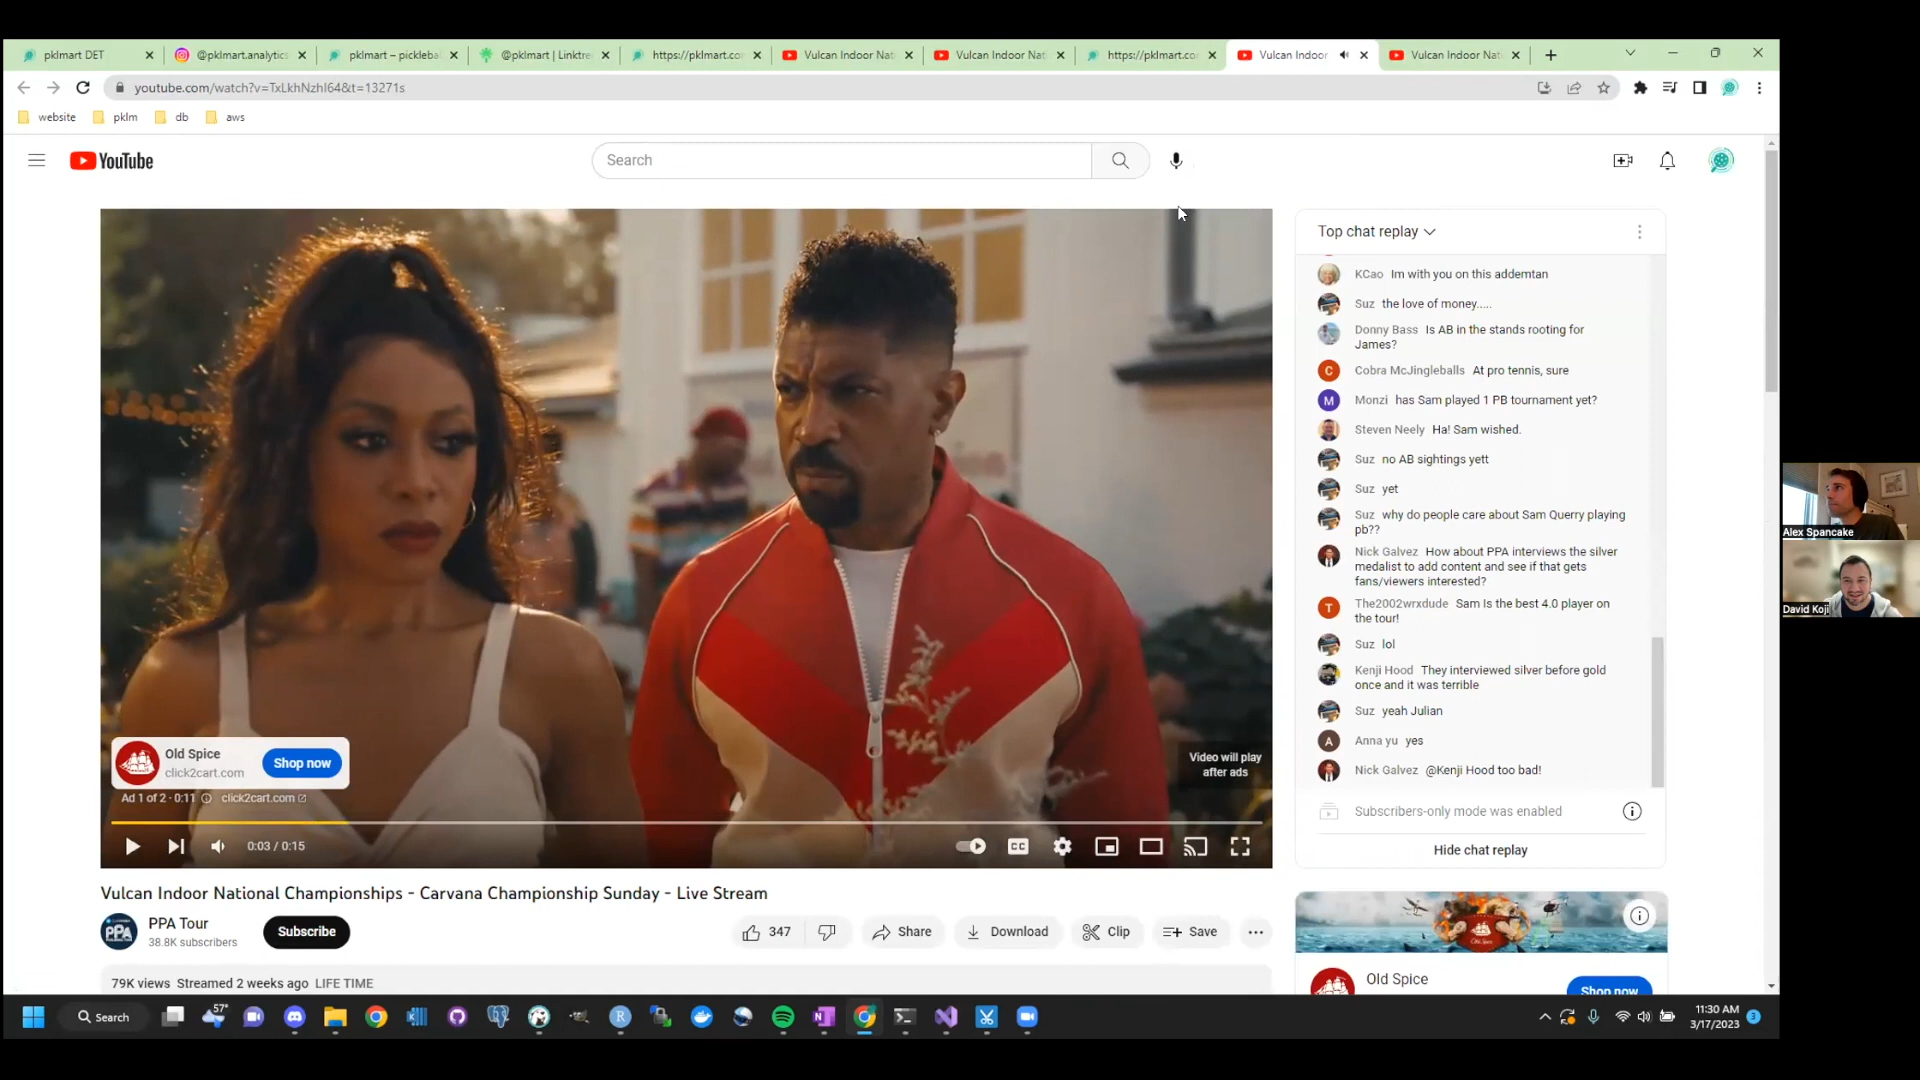 pklmart DET
@pklmart.analytics
pklmart – pickleba
@pklmart | Linktre
https://pklmart.co
Vulcan Indoor Nat
Vulcan Indoor Nat
https://pklmart.co
Vulcan Indoor
Vulcan Indoor Nat
youtube.com/watch?v=TxLkhNzhI64&t=13271s
website
pklm
db
aws
YouTube
Search
Top chat replay
KCao Im with you on this addemtan
Suz the love of money.....
Donny Bass Is AB in the stands rooting for
James?
C
Cobra McJingleballs At pro tennis, sure
M
Monzi has Sam played 1 PB tournament yet?
Steven Neely Ha! Sam wished.
Suz no AB sightings yett
Suz yet
Suz why do people care about Sam Querry playing
pb??
Nick Galvez How about PPA interviews the silver
medalist to add content and see if that gets
fans/viewers interested?
T
The2002wrxdude Sam Is the best 4.0 player on
the tour!
Suz lol
Kenji Hood They interviewed silver before gold
once and it was terrible
Suz yeah Julian
A
Anna yu yes
Nick Galvez @Kenji Hood too bad!
Subscribers-only mode was enabled
Hide chat replay
Old Spice
click2cart.com
Shop now
Ad 1 of 2 · 0:11
click2cart.com
Video will play
after ads
0:03 / 0:15
CC
Vulcan Indoor National Championships - Carvana Championship Sunday - Live Stream
PPA
PPA Tour
38.8K subscribers
Subscribe
347
Share
Download
Clip
Save
79K views Streamed 2 weeks ago LIFE TIME
Old Spice
Shop now
Alex Spancake
David Koji
Search
57°
R
N
11:30 AM
3/17/2023
3